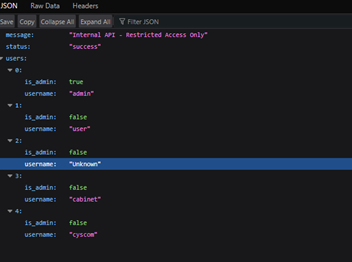 JSON Raw Data Headers
Save Copy Collapse All Expand All Filter JSON
message: "Internal API - Restricted Access Only"
status: "success"
users:
0:
is_admin: true
username: "admin"
1:
is_admin: false
username: "user"
2:
is_admin: false
username: "Unknown"
3:
is_admin: false
username: "cabinet"
4:
is_admin: false
username: "cyscom"